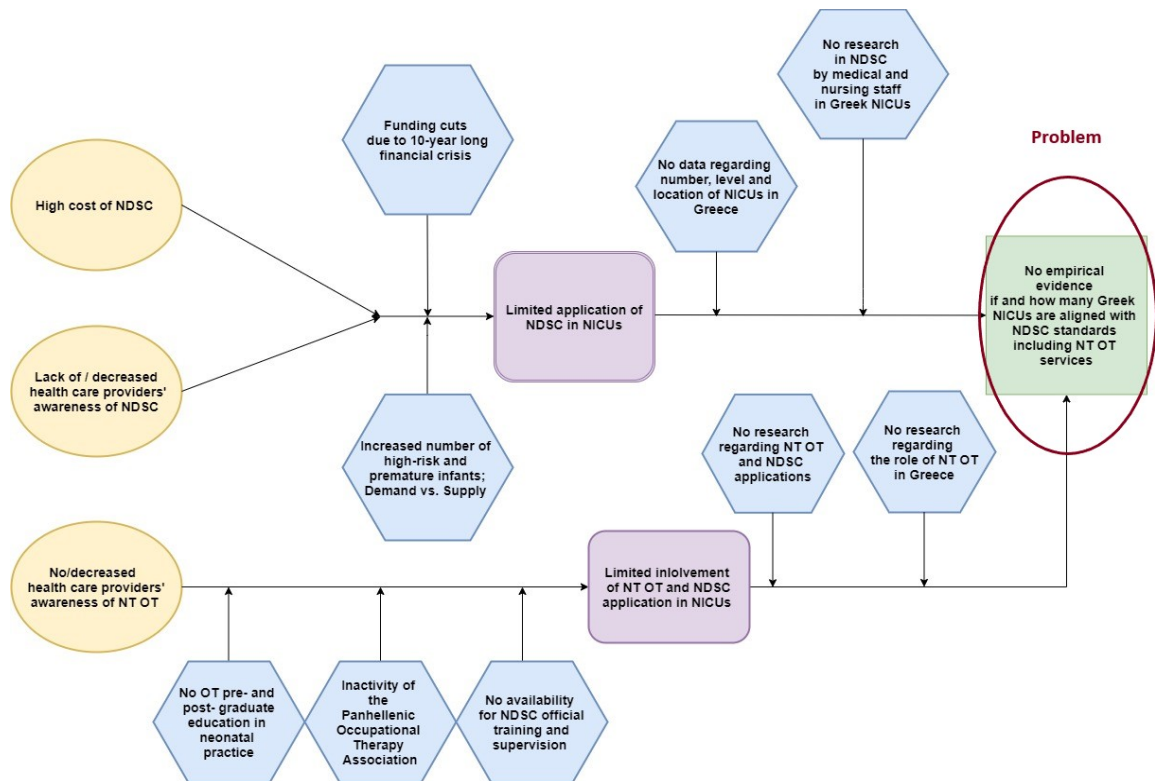 No research
in NDSC
by medical and
nursing staff
in Greek NICUs
Funding cuts
due to 10-year long
financial crisis
Problem
No data regarding
number, level and
location of NICUs in
Greece
High cost of NDSC
Limited application of
NDSC in NICUs
No empirical
evidence
if and how many Greek
NICUs are aligned with
NDSC standards
including NT OT
services
Lack of / decreased
health care providers'
awareness of NDSC
Increased number of
high-risk and
premature infants;
Demand vs. Supply
No research
regarding NT OT
and NDSC
applications
No research
regarding
the role of NT OT
in Greece
No/decreased
health care providers'
awareness of NT OT
Limited inlolvement
of NT OT and NDSC
application in NICUs
No OT pre- and
post- graduate
education in
neonatal
practice
Inactivity of
the
Panhellenic
Occupational
Therapy
Association
No availability
for NDSC official
training and
supervision